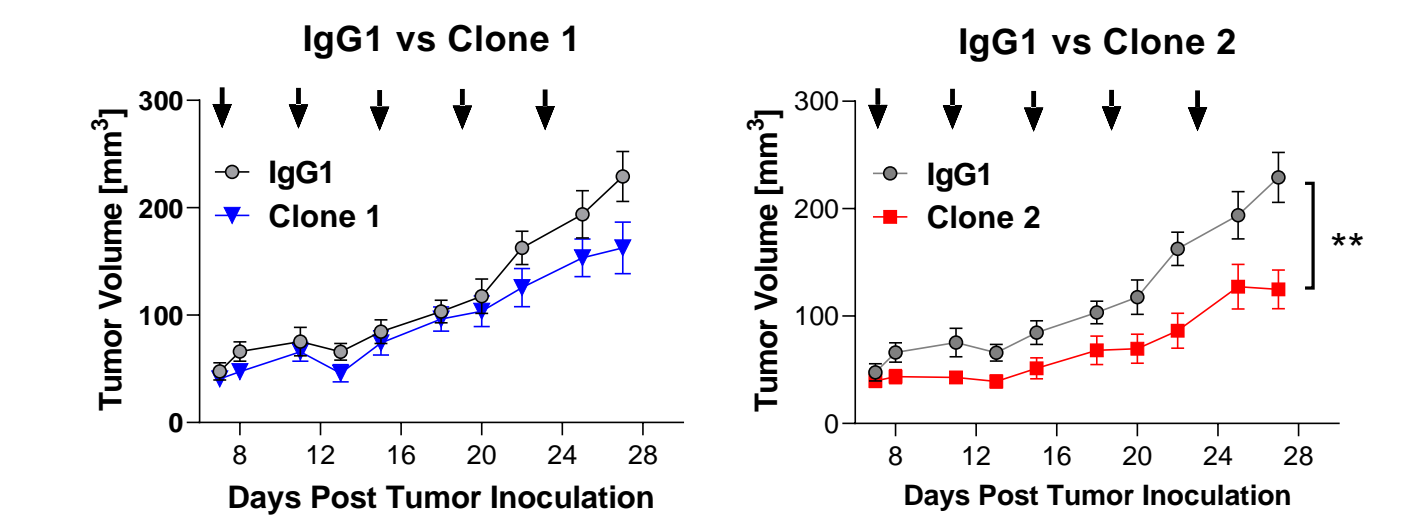 IgG1 vs Clone 1
300
200
100
0
Tumor Volume [mm³]
IgG1
Clone 1
8 12 16 20 24 28
Days Post Tumor Inoculation
IgG1 vs Clone 2
300
200
100
0
Tumor Volume [mm³]
IgG1
Clone 2
**
8 12 16 20 24 28
Days Post Tumor Inoculation